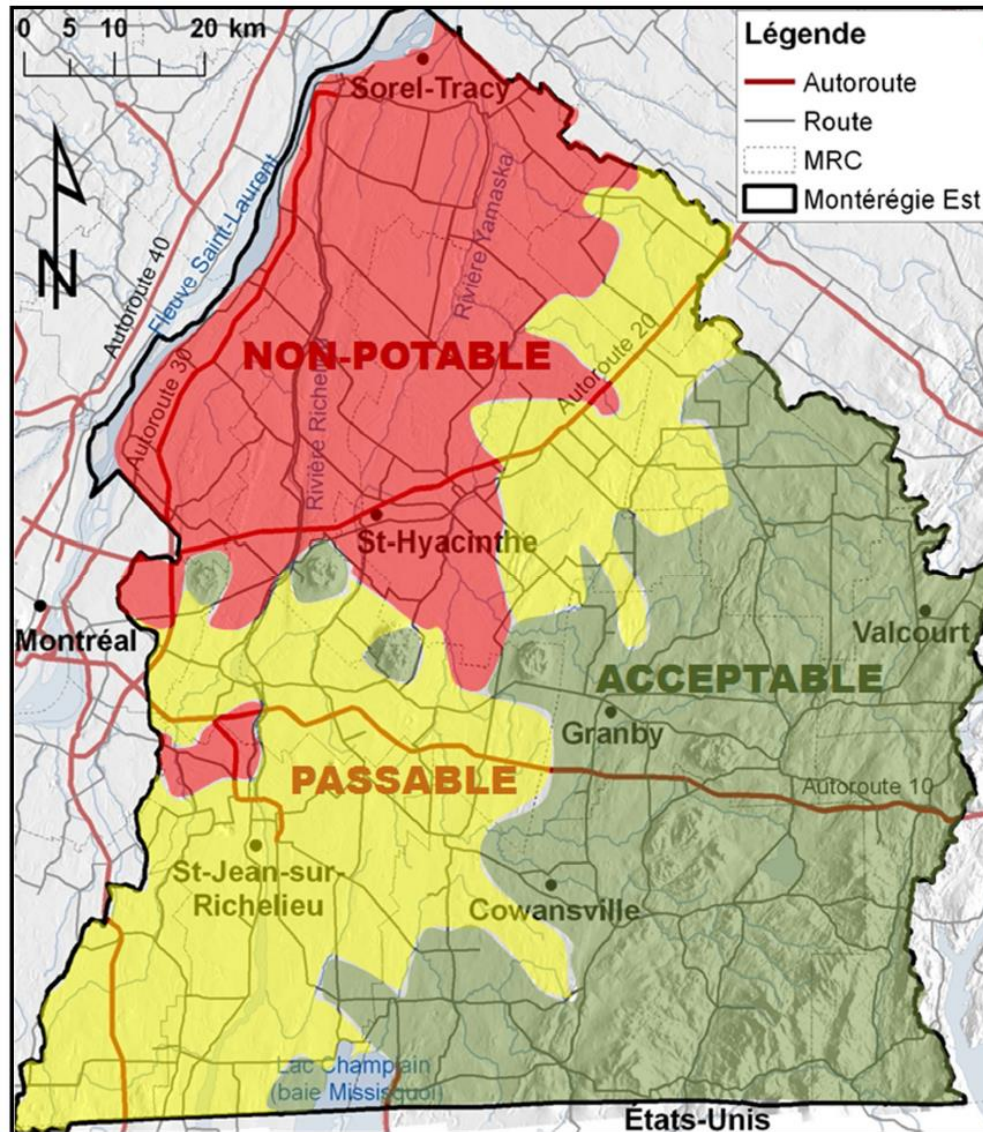 0 5 10 20 km
Légende
Autoroute
Route
MRC
Montérégie Est
Sorel-Tracy
Autoroute 40
Fleuve Saint-Laurent
Rivière Yamaska
N
NON-POTABLE
Autoroute 20
Autoroute 30
Rivière Richelieu
St-Hyacinthe
Montréal
Valcourt
ACCEPTABLE
Granby
PASSABLE
Autoroute 10
St-Jean-sur-
Richelieu
Cowansville
Lac Champlain
(baie Missisquoi)
États-Unis